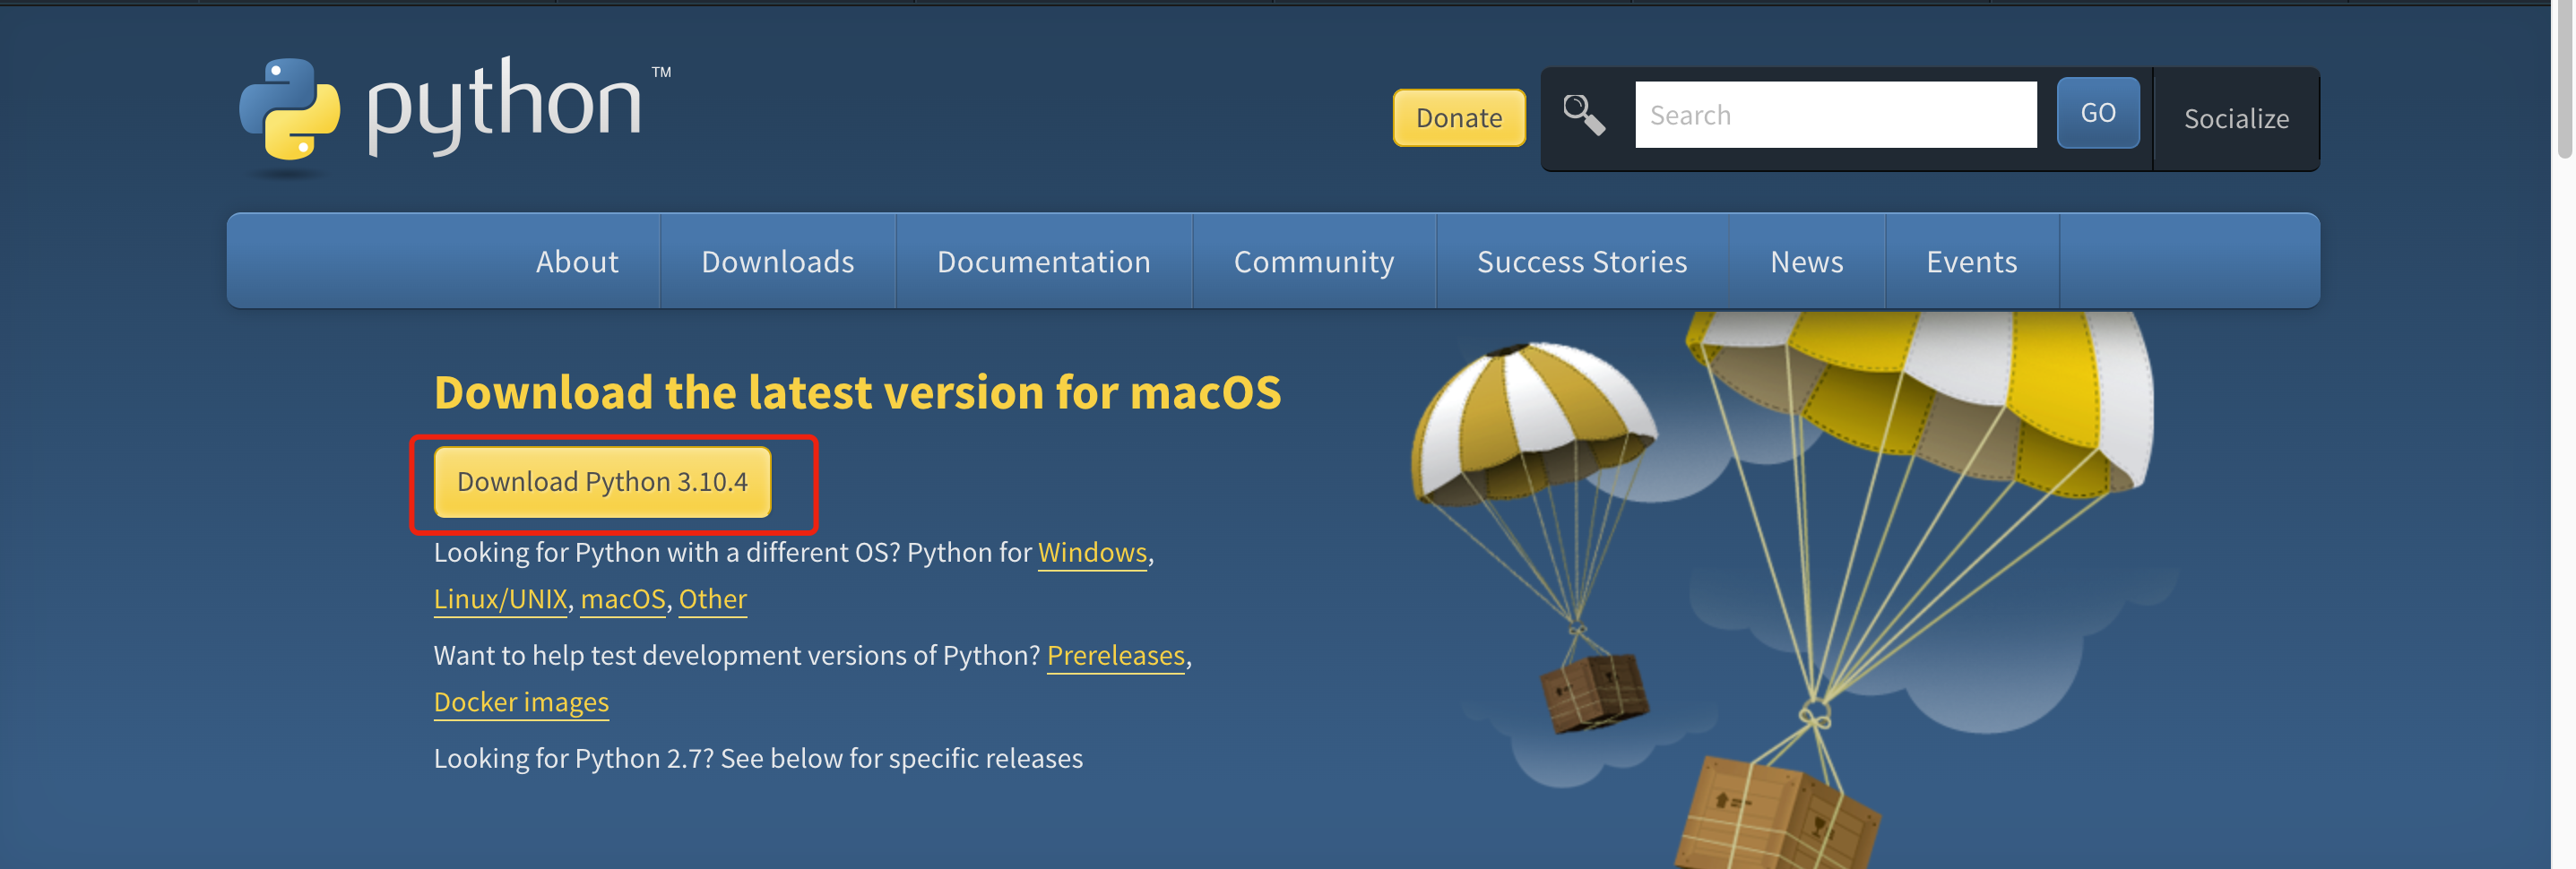 python™
Donate
Search
GO
Socialize
About
Downloads
Documentation
Community
Success Stories
News
Events
Download the latest version for macOS
Download Python 3.10.4
Looking for Python with a different OS? Python for Windows,
Linux/UNIX, macOS, Other
Want to help test development versions of Python? Prereleases,
Docker images
Looking for Python 2.7? See below for specific releases